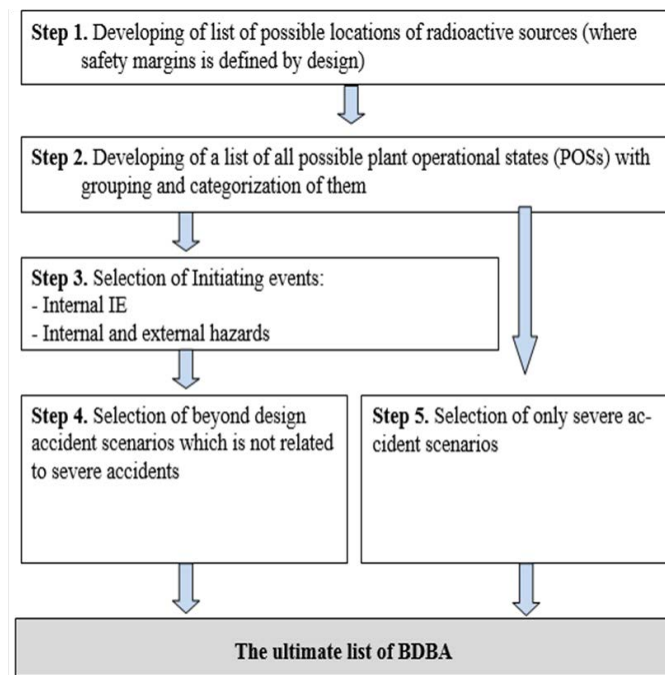 Step 1. Developing of list of possible locations of radioactive sources (where
safety margins is defined by design)
Step 2. Developing of a list of all possible plant operational states (POSs) with
grouping and categorization of them
Step 3. Selection of Initiating events:
- Internal IE
- Internal and external hazards
Step 4. Selection of beyond design
accident scenarios which is not related
to severe accidents
Step 5. Selection of only severe ac-
cident scenarios
The ultimate list of BDBA